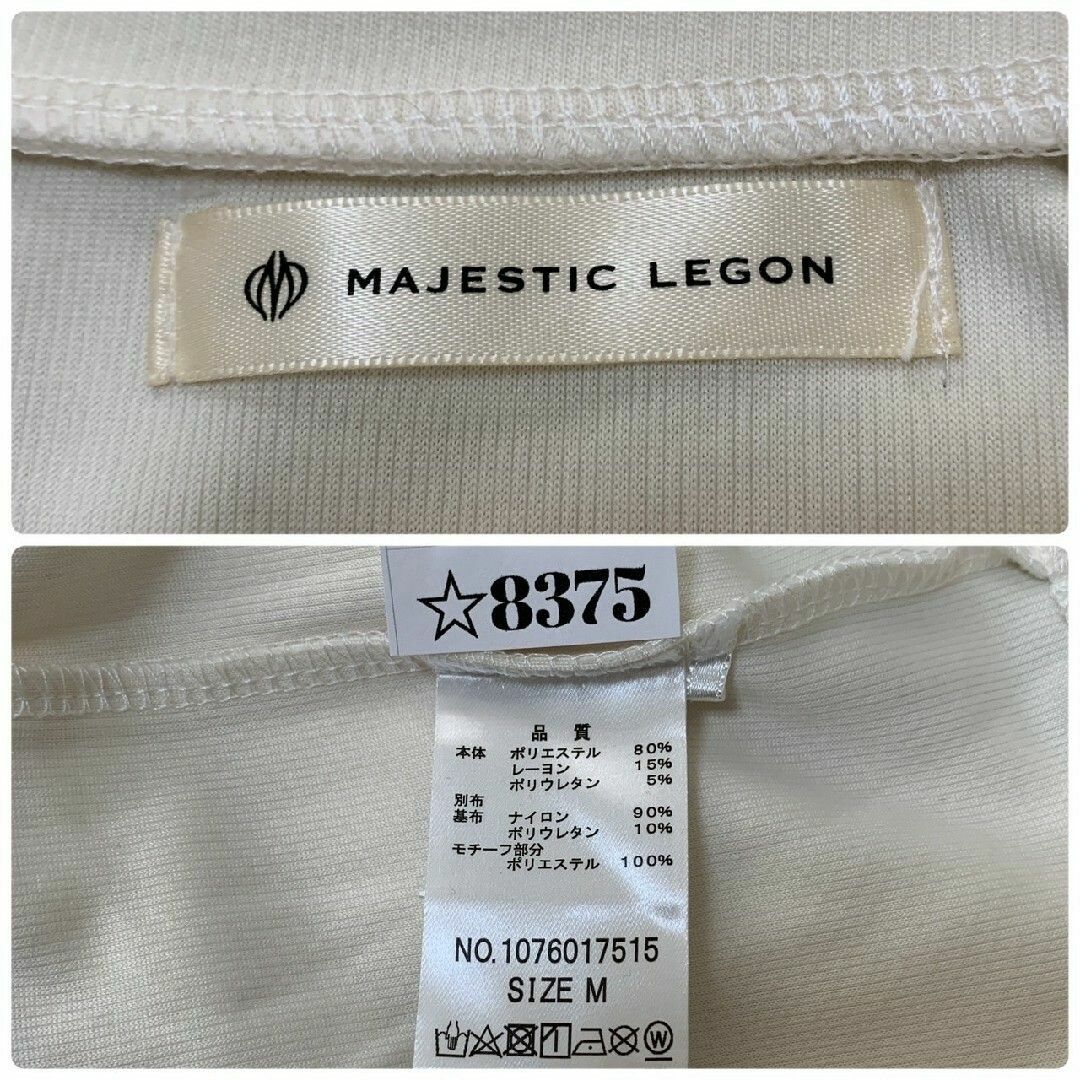 MAJESTIC LEGON
☆8375
品 質
本体 ポリエステル 80%
レーヨン 15%
ポリウレタン 5%
別布
基布 ナイロン 90%
ポリウレタン 10%
モチーフ部分
ポリエステル 100%
NO.1076017515
SIZE M
W